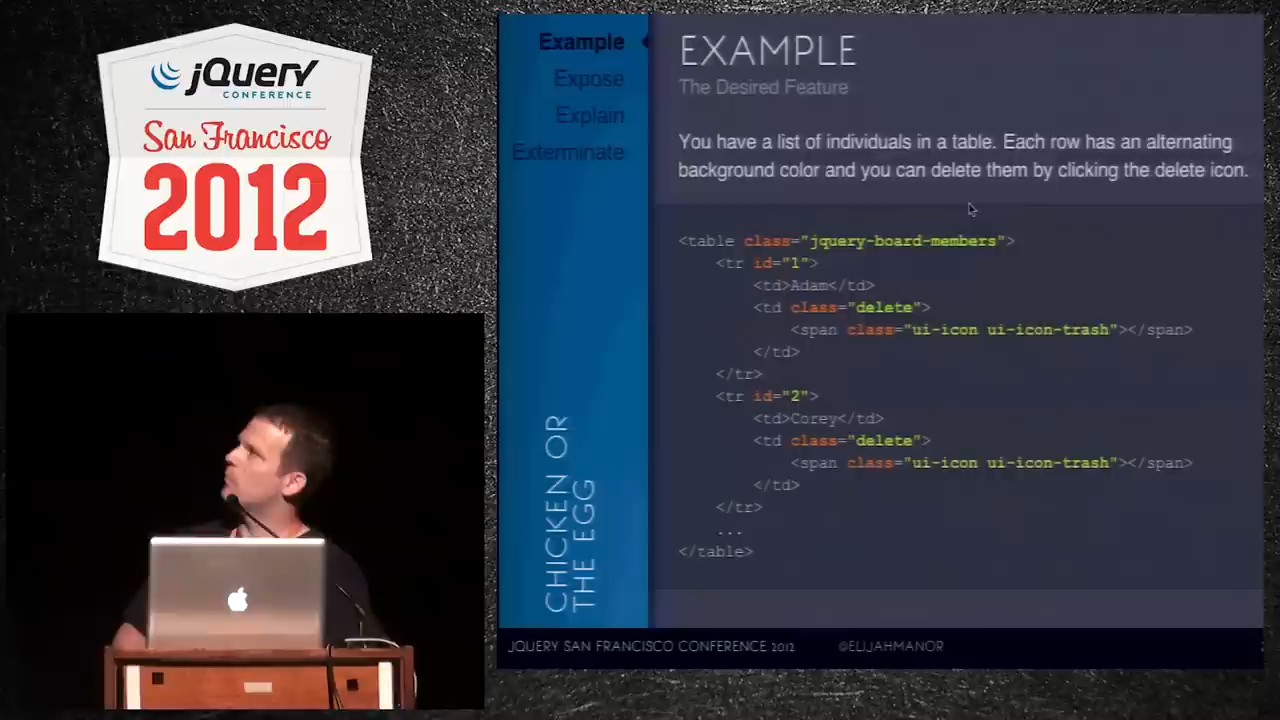 jQuery
CONFERENCE
San Francisco
2012
Example
Expose
Explain
Exterminate
CHICKEN OR
THE EGG
EXAMPLE
The Desired Feature
You have a list of individuals in a table. Each row has an alternating
background color and you can delete them by clicking the delete icon.
<table class="jquery-board-members">
<tr id="1">
<td>Adam</td>
<td class="delete">
<span class="ui-icon ui-icon-trash"></span>
</td>
</tr>
<tr id="2">
<td>Corey</td>
<td class="delete">
<span class="ui-icon ui-icon-trash"></span>
</td>
</tr>
...
</table>
JQUERY SAN FRANCISCO CONFERENCE 2012
@ELIJAHMANOR